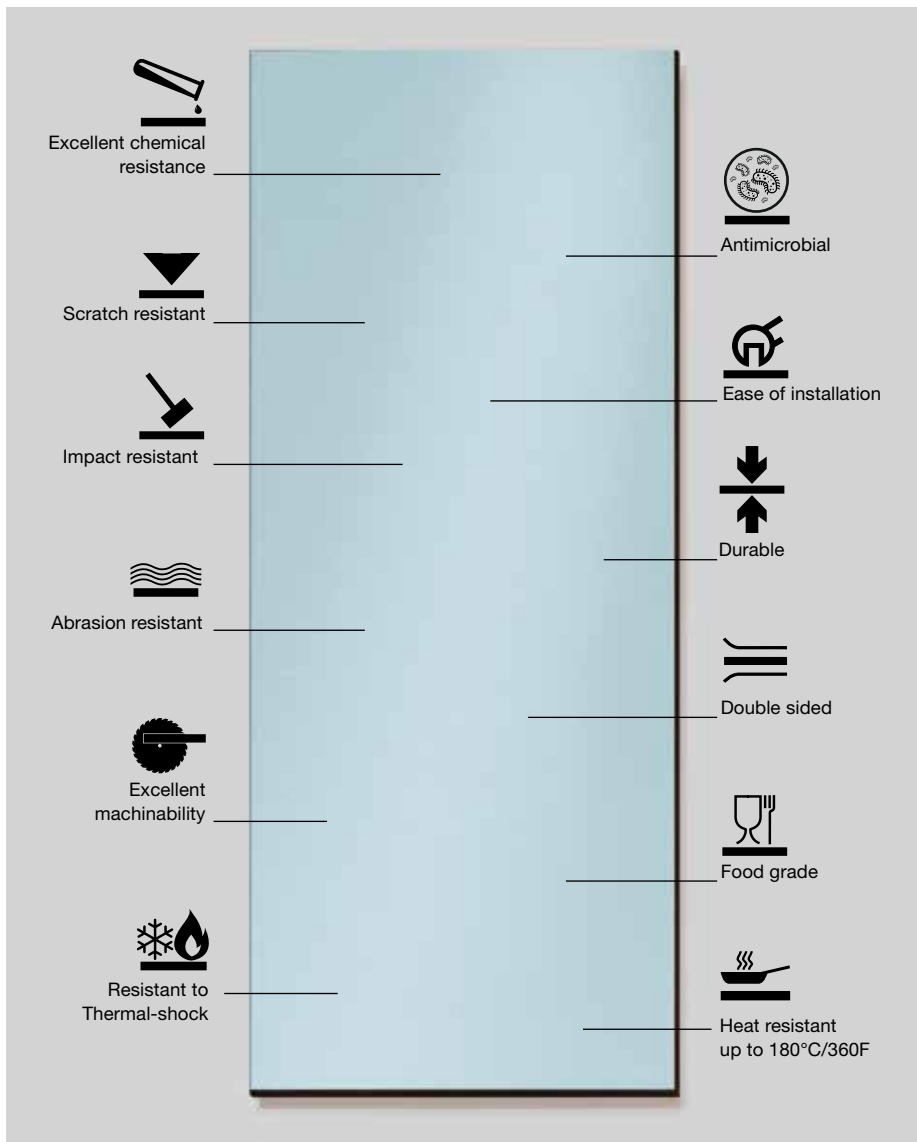 Excellent chemical
resistance
Scratch resistant
Impact resistant
Abrasion resistant
Excellent
machinability
Resistant to
Thermal-shock
Antimicrobial
Ease of installation
Durable
Double sided
Food grade
Heat resistant
up to 180°C/360F